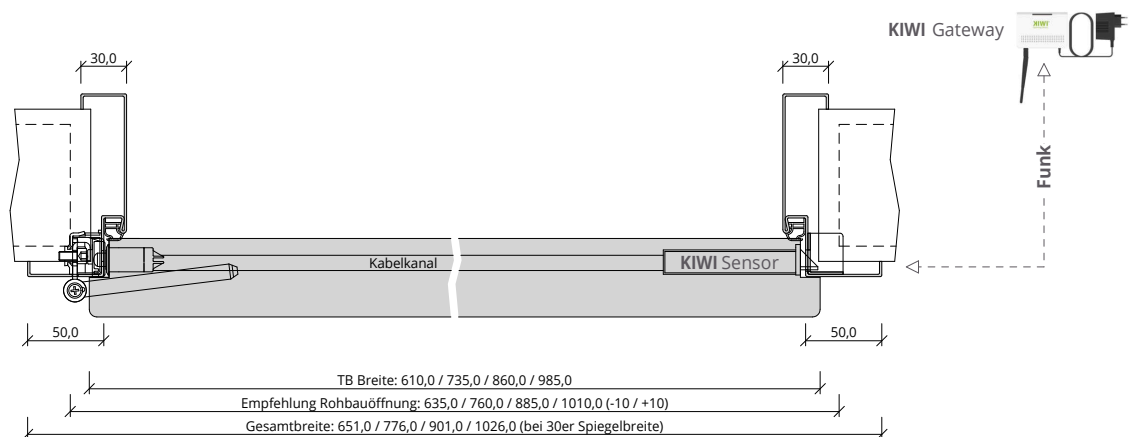 KIWI Gateway
KIWI
30,0
30,0
Funk
Kabelkanal
KIWI Sensor
50,0
50,0
TB Breite: 610,0 / 735,0 / 860,0 / 985,0
Empfehlung Rohbauöffnung: 635,0 / 760,0 / 885,0 / 1010,0 (-10 / +10)
Gesamtbreite: 651,0 / 776,0 / 901,0 / 1026,0 (bei 30er Spiegelbreite)